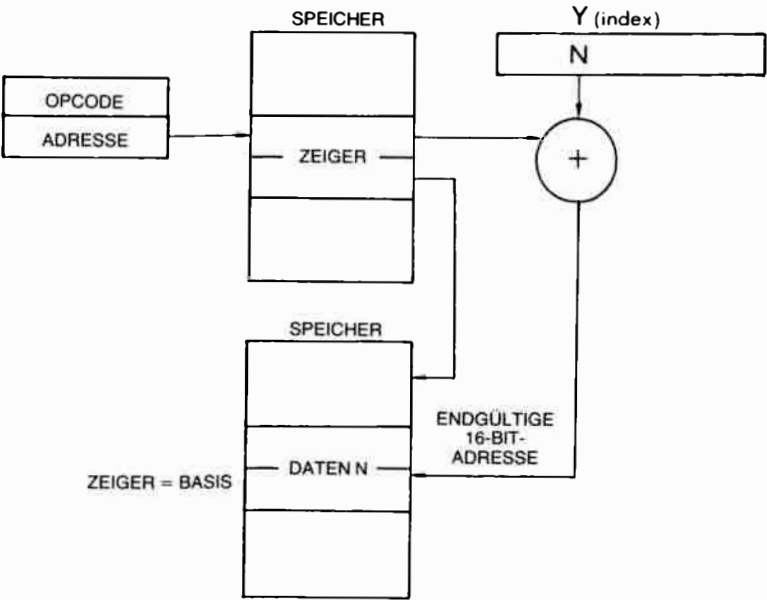 SPEICHER
Y (index)
N
OPCODE
ADRESSE
ZEIGER
+
SPEICHER
ENDGÜLTIGE
16-BIT-
ADRESSE
DATEN N
ZEIGER = BASIS